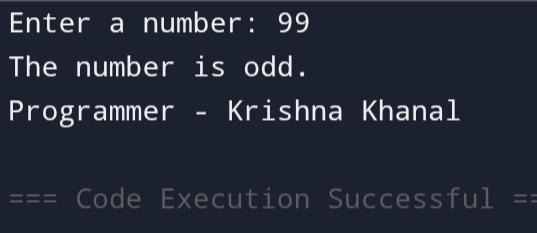 Enter a number: 99
The number is odd.
Programmer - Krishna Khanal
=== Code Execution Successful ==